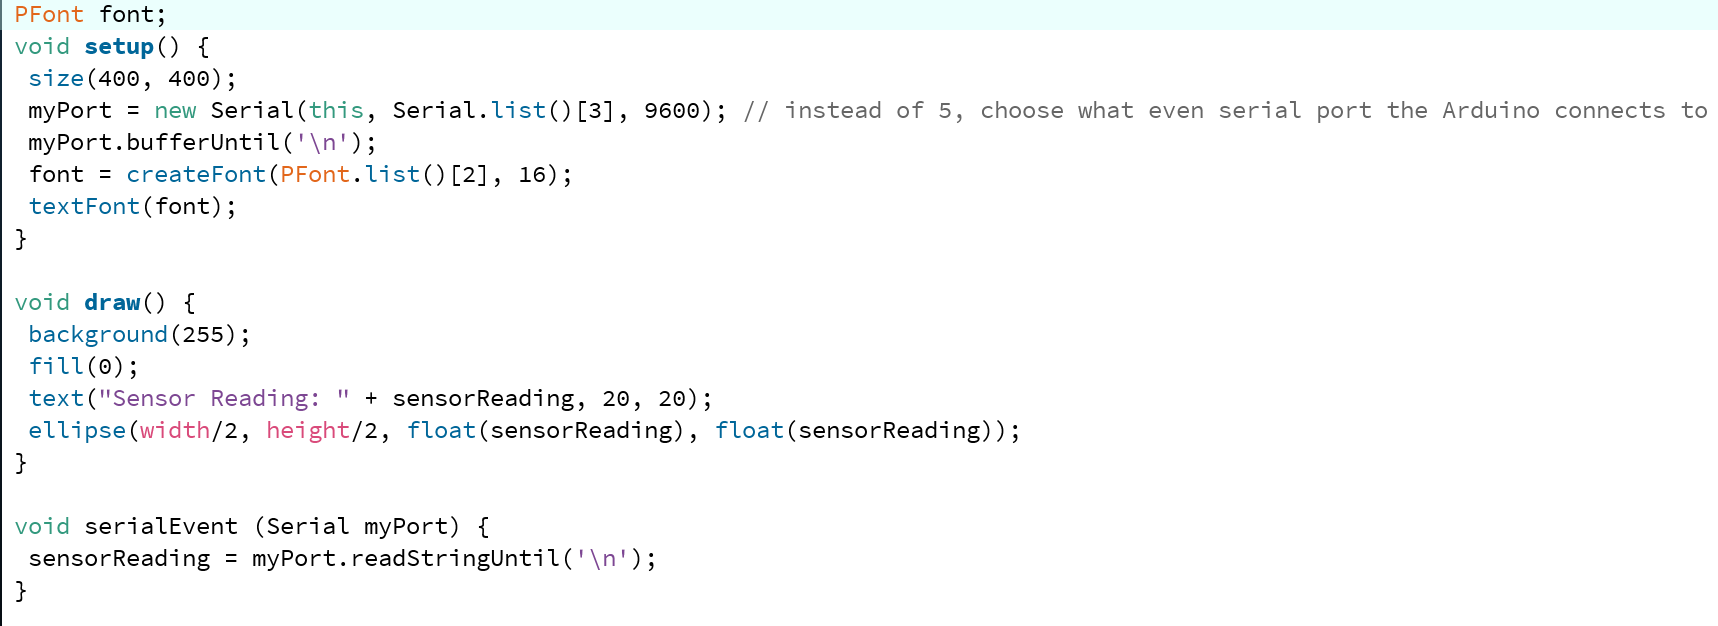 PFont font;
void setup() {
 size(400, 400);
 myPort = new Serial(this, Serial.list()[3], 9600); // instead of 5, choose what even serial port the Arduino connects to
 myPort.bufferUntil('\n');
 font = createFont(PFont.list()[2], 16);
 textFont(font);
}

void draw() {
 background(255);
 fill(0);
 text("Sensor Reading: " + sensorReading, 20, 20);
 ellipse(width/2, height/2, float(sensorReading), float(sensorReading));
}

void serialEvent (Serial myPort) {
 sensorReading = myPort.readStringUntil('\n');
}